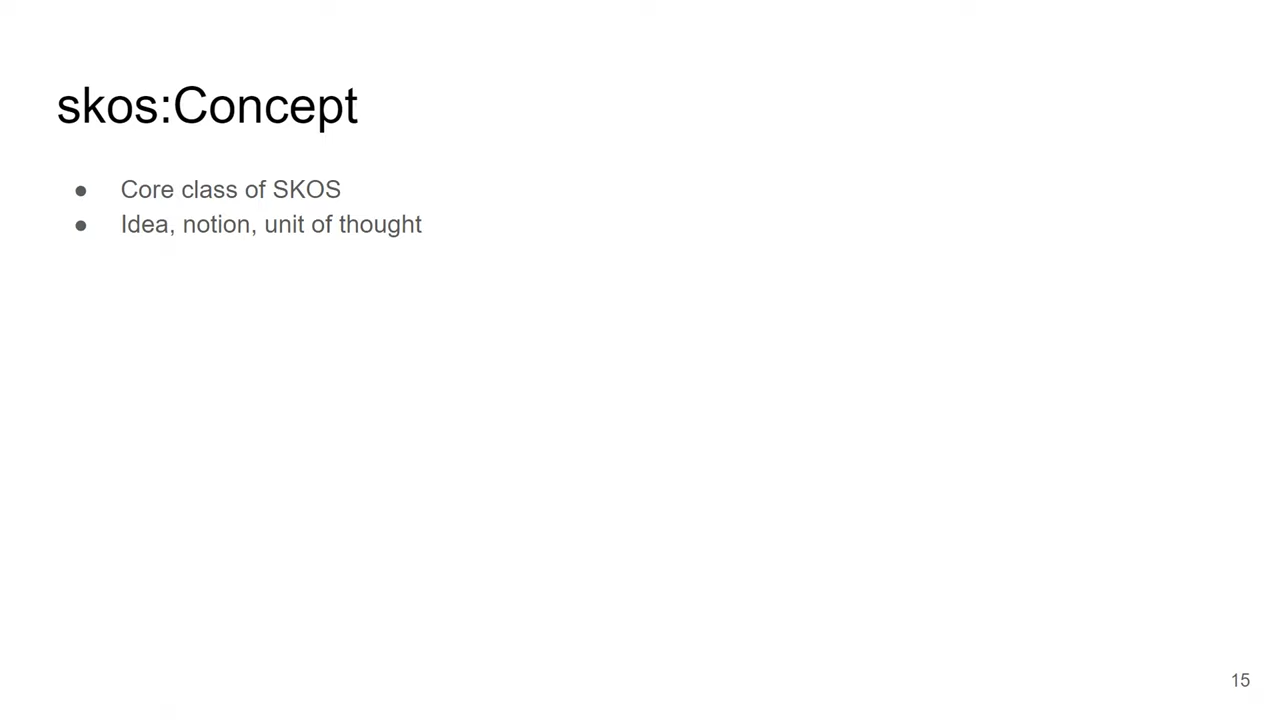 skos:Concept
● Core class of SKOS
● Idea, notion, unit of thought
15